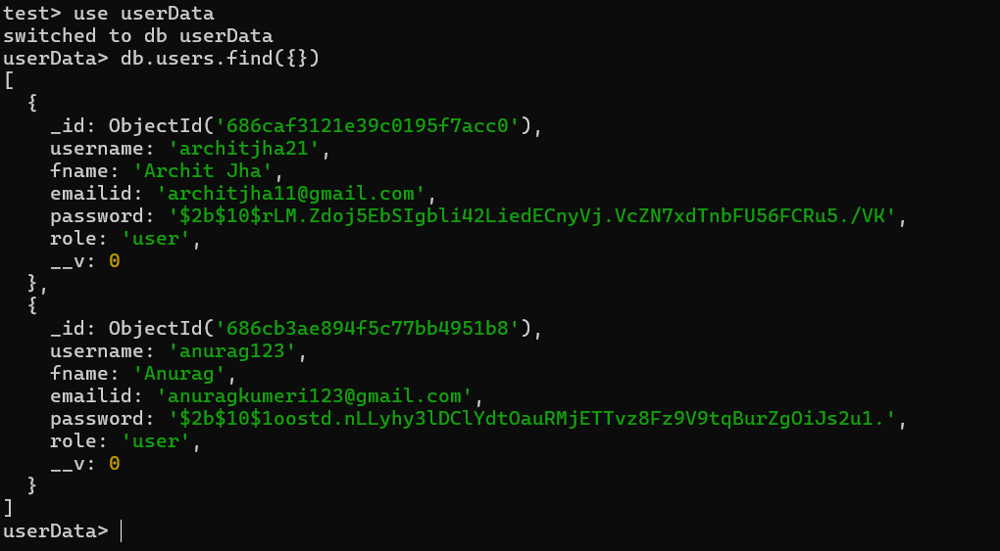 test> use userData
switched to db userData
userData> db.users.find({})
[
  {
    _id: ObjectId('686caf3121e39c0195f7acc0'),
    username: 'architjha21',
    fname: 'Archit Jha',
    emailid: 'architjha11@gmail.com',
    password: '$2b$10$rLM.Zdoj5EbSIgbli42LiedECnyVj.VcZN7xdTnbFU56FCRu5./VK',
    role: 'user',
    __v: 0
  },
  {
    _id: ObjectId('686cb3ae894f5c77bb4951b8'),
    username: 'anurag123',
    fname: 'Anurag',
    emailid: 'anuragkumeri123@gmail.com',
    password: '$2b$10$1oostd.nLLyhy3lDClYdtOauRMjETTvz8Fz9V9tqBurZgOiJs2u1.',
    role: 'user',
    __v: 0
  }
]
userData>